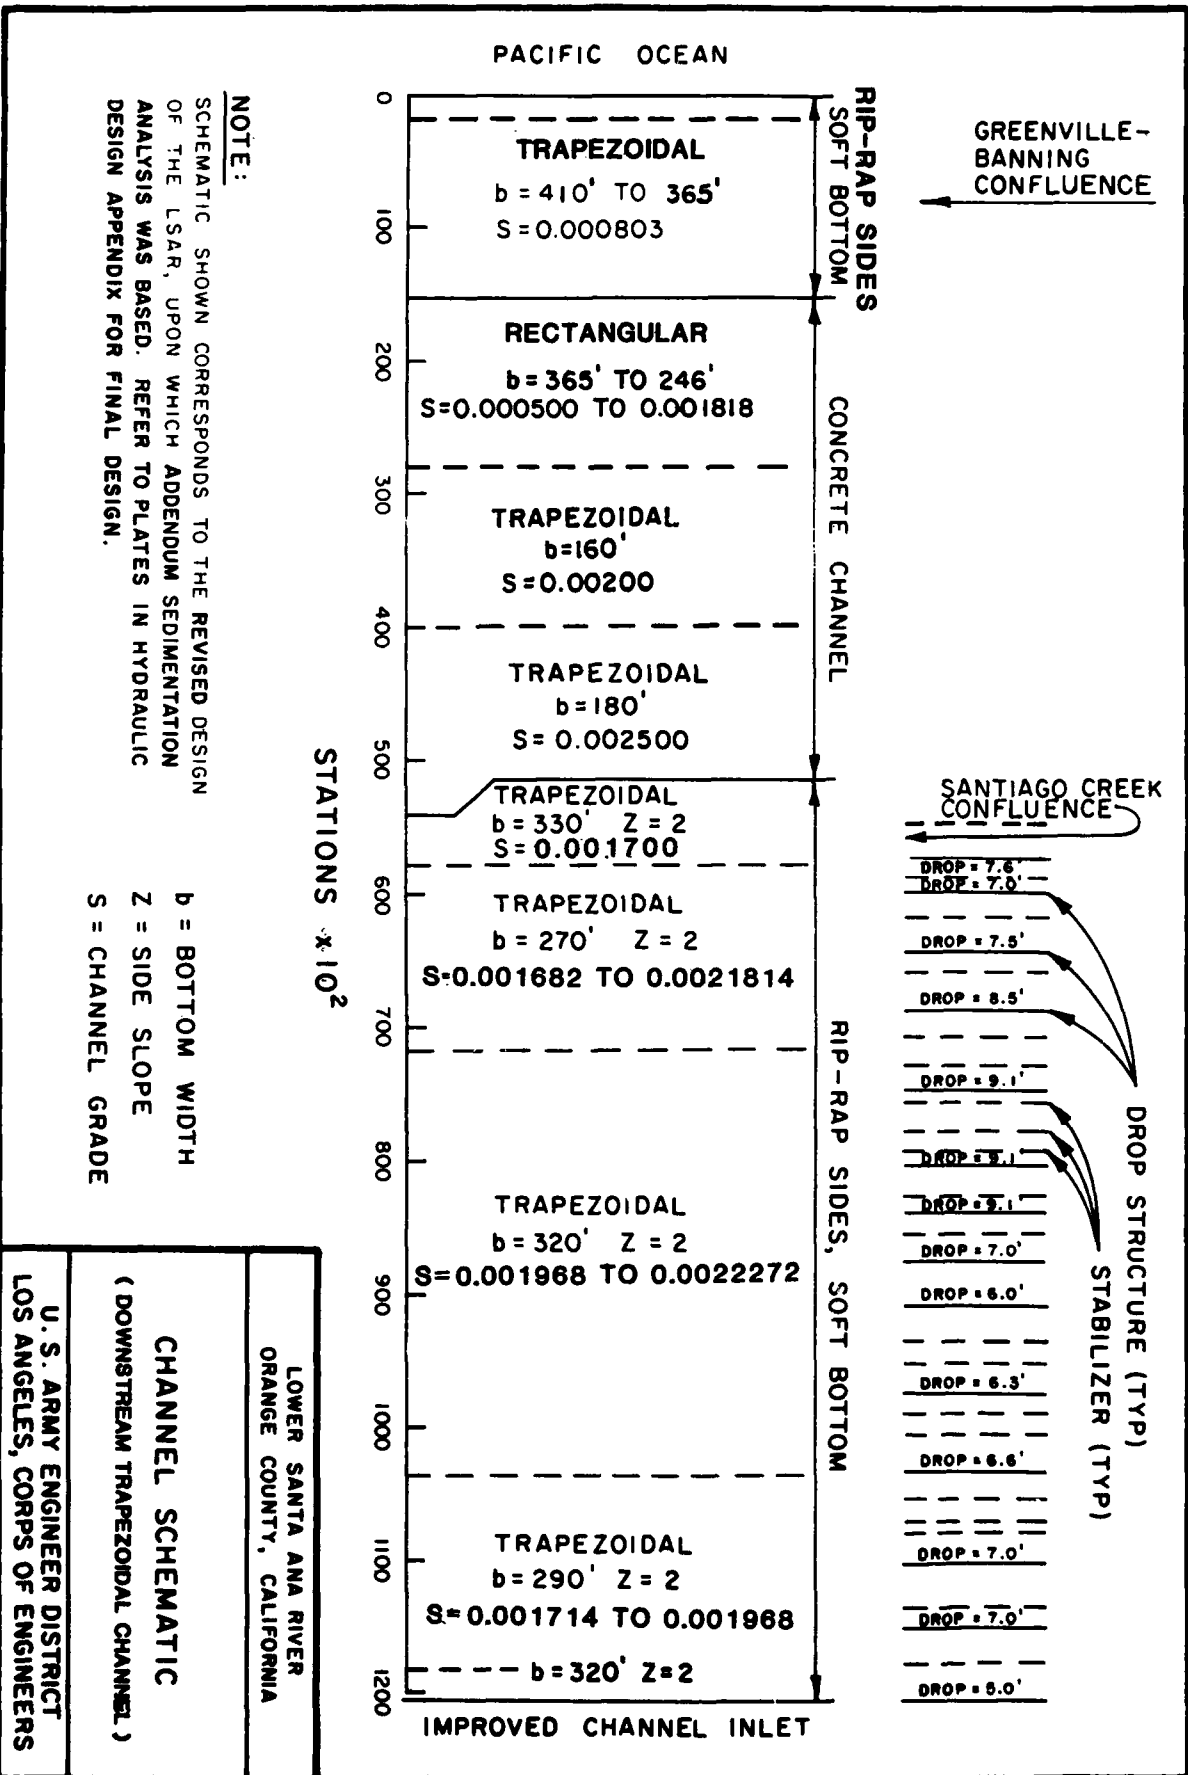 PACIFIC OCEAN
0
100
200
300
400
500
600
700
800
900
1000
1100
1200
STATIONS × 10²
TRAPEZOIDAL
b = 410' TO 365'
S = 0.000803
RECTANGULAR
b = 365' TO 246'
S=0.000500 TO 0.001818
TRAPEZOIDAL
b=160'
S = 0.00200
TRAPEZOIDAL
b = 180'
S = 0.002500
TRAPEZOIDAL
b = 330' Z = 2
S = 0.001700
TRAPEZOIDAL
b = 270' Z = 2
S=0.001682 TO 0.0021814
TRAPEZOIDAL
b = 320' Z = 2
S=0.001968 TO 0.0022272
TRAPEZOIDAL
b = 290' Z = 2
S=0.001714 TO 0.001968
b = 320' Z=2
IMPROVED CHANNEL INLET
RIP-RAP SIDES
SOFT BOTTOM
CONCRETE CHANNEL
RIP-RAP SIDES, SOFT BOTTOM
GREENVILLE-
BANNING
CONFLUENCE
SANTIAGO CREEK
CONFLUENCE
DROP = 7.6'
DROP = 7.0'
DROP = 7.5'
DROP = 8.5'
DROP = 9.1'
DROP = 9.1'
DROP = 9.1'
DROP = 7.0'
DROP = 6.0'
DROP = 6.3'
DROP = 6.6'
DROP = 7.0'
DROP = 7.0'
DROP = 5.0'
DROP STRUCTURE (TYP)
STABILIZER (TYP)
NOTE:
SCHEMATIC SHOWN CORRESPONDS TO THE REVISED DESIGN
OF THE LSAR, UPON WHICH ADDENDUM SEDIMENTATION
ANALYSIS WAS BASED. REFER TO PLATES IN HYDRAULIC
DESIGN APPENDIX FOR FINAL DESIGN.
b = BOTTOM WIDTH
Z = SIDE SLOPE
S = CHANNEL GRADE
LOWER SANTA ANA RIVER
ORANGE COUNTY, CALIFORNIA
CHANNEL SCHEMATIC
(DOWNSTREAM TRAPEZOIDAL CHANNEL)
U. S. ARMY ENGINEER DISTRICT
LOS ANGELES, CORPS OF ENGINEERS